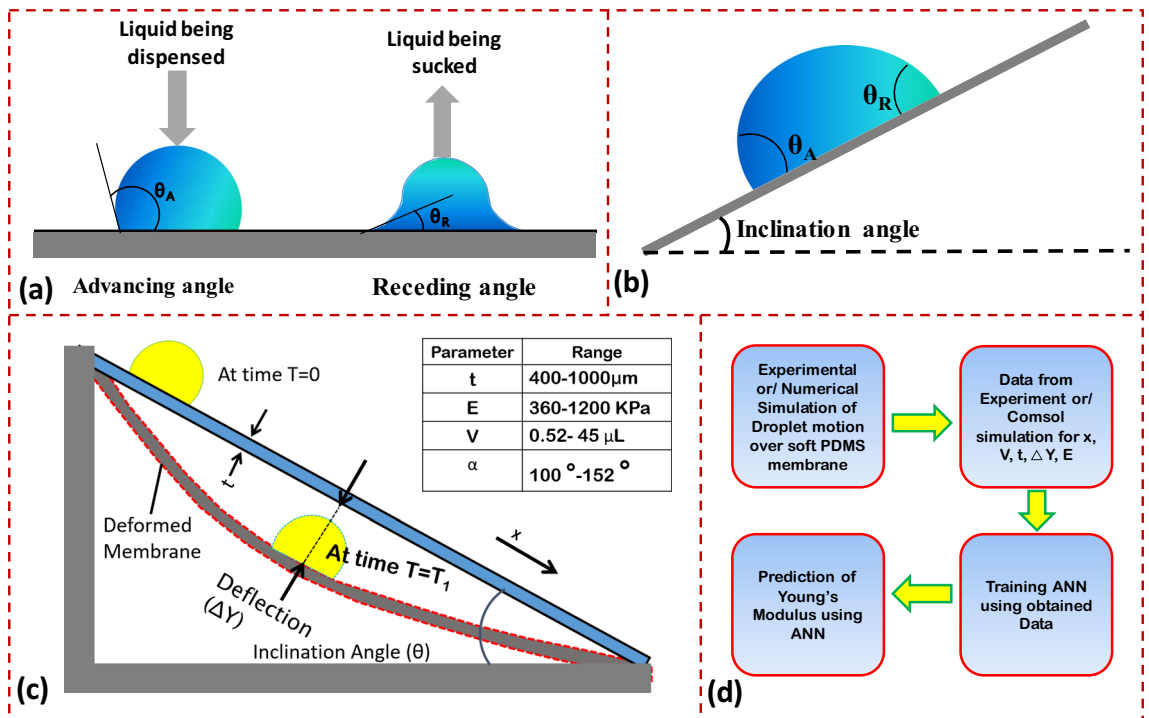 Liquid being
dispensed
Liquid being
sucked
θA
θR
(a)
Advancing angle
Receding angle
θR
θA
Inclination angle
(b)
At time T=0
t
Deformed
Membrane
Deflection
(ΔY)
At time T=T1
x
Inclination Angle (θ)
(c)
Parameter Range
t 400-1000μm
E 360-1200 KPa
V 0.52- 45 μL
α 100 °-152 °
Experimental
or/ Numerical
Simulation of
Droplet motion
over soft PDMS
membrane
Data from
Experiment or/
Comsol
simulation for x,
V, t, △Y, E
Prediction of
Young's
Modulus using
ANN
Training ANN
using obtained
Data
(d)